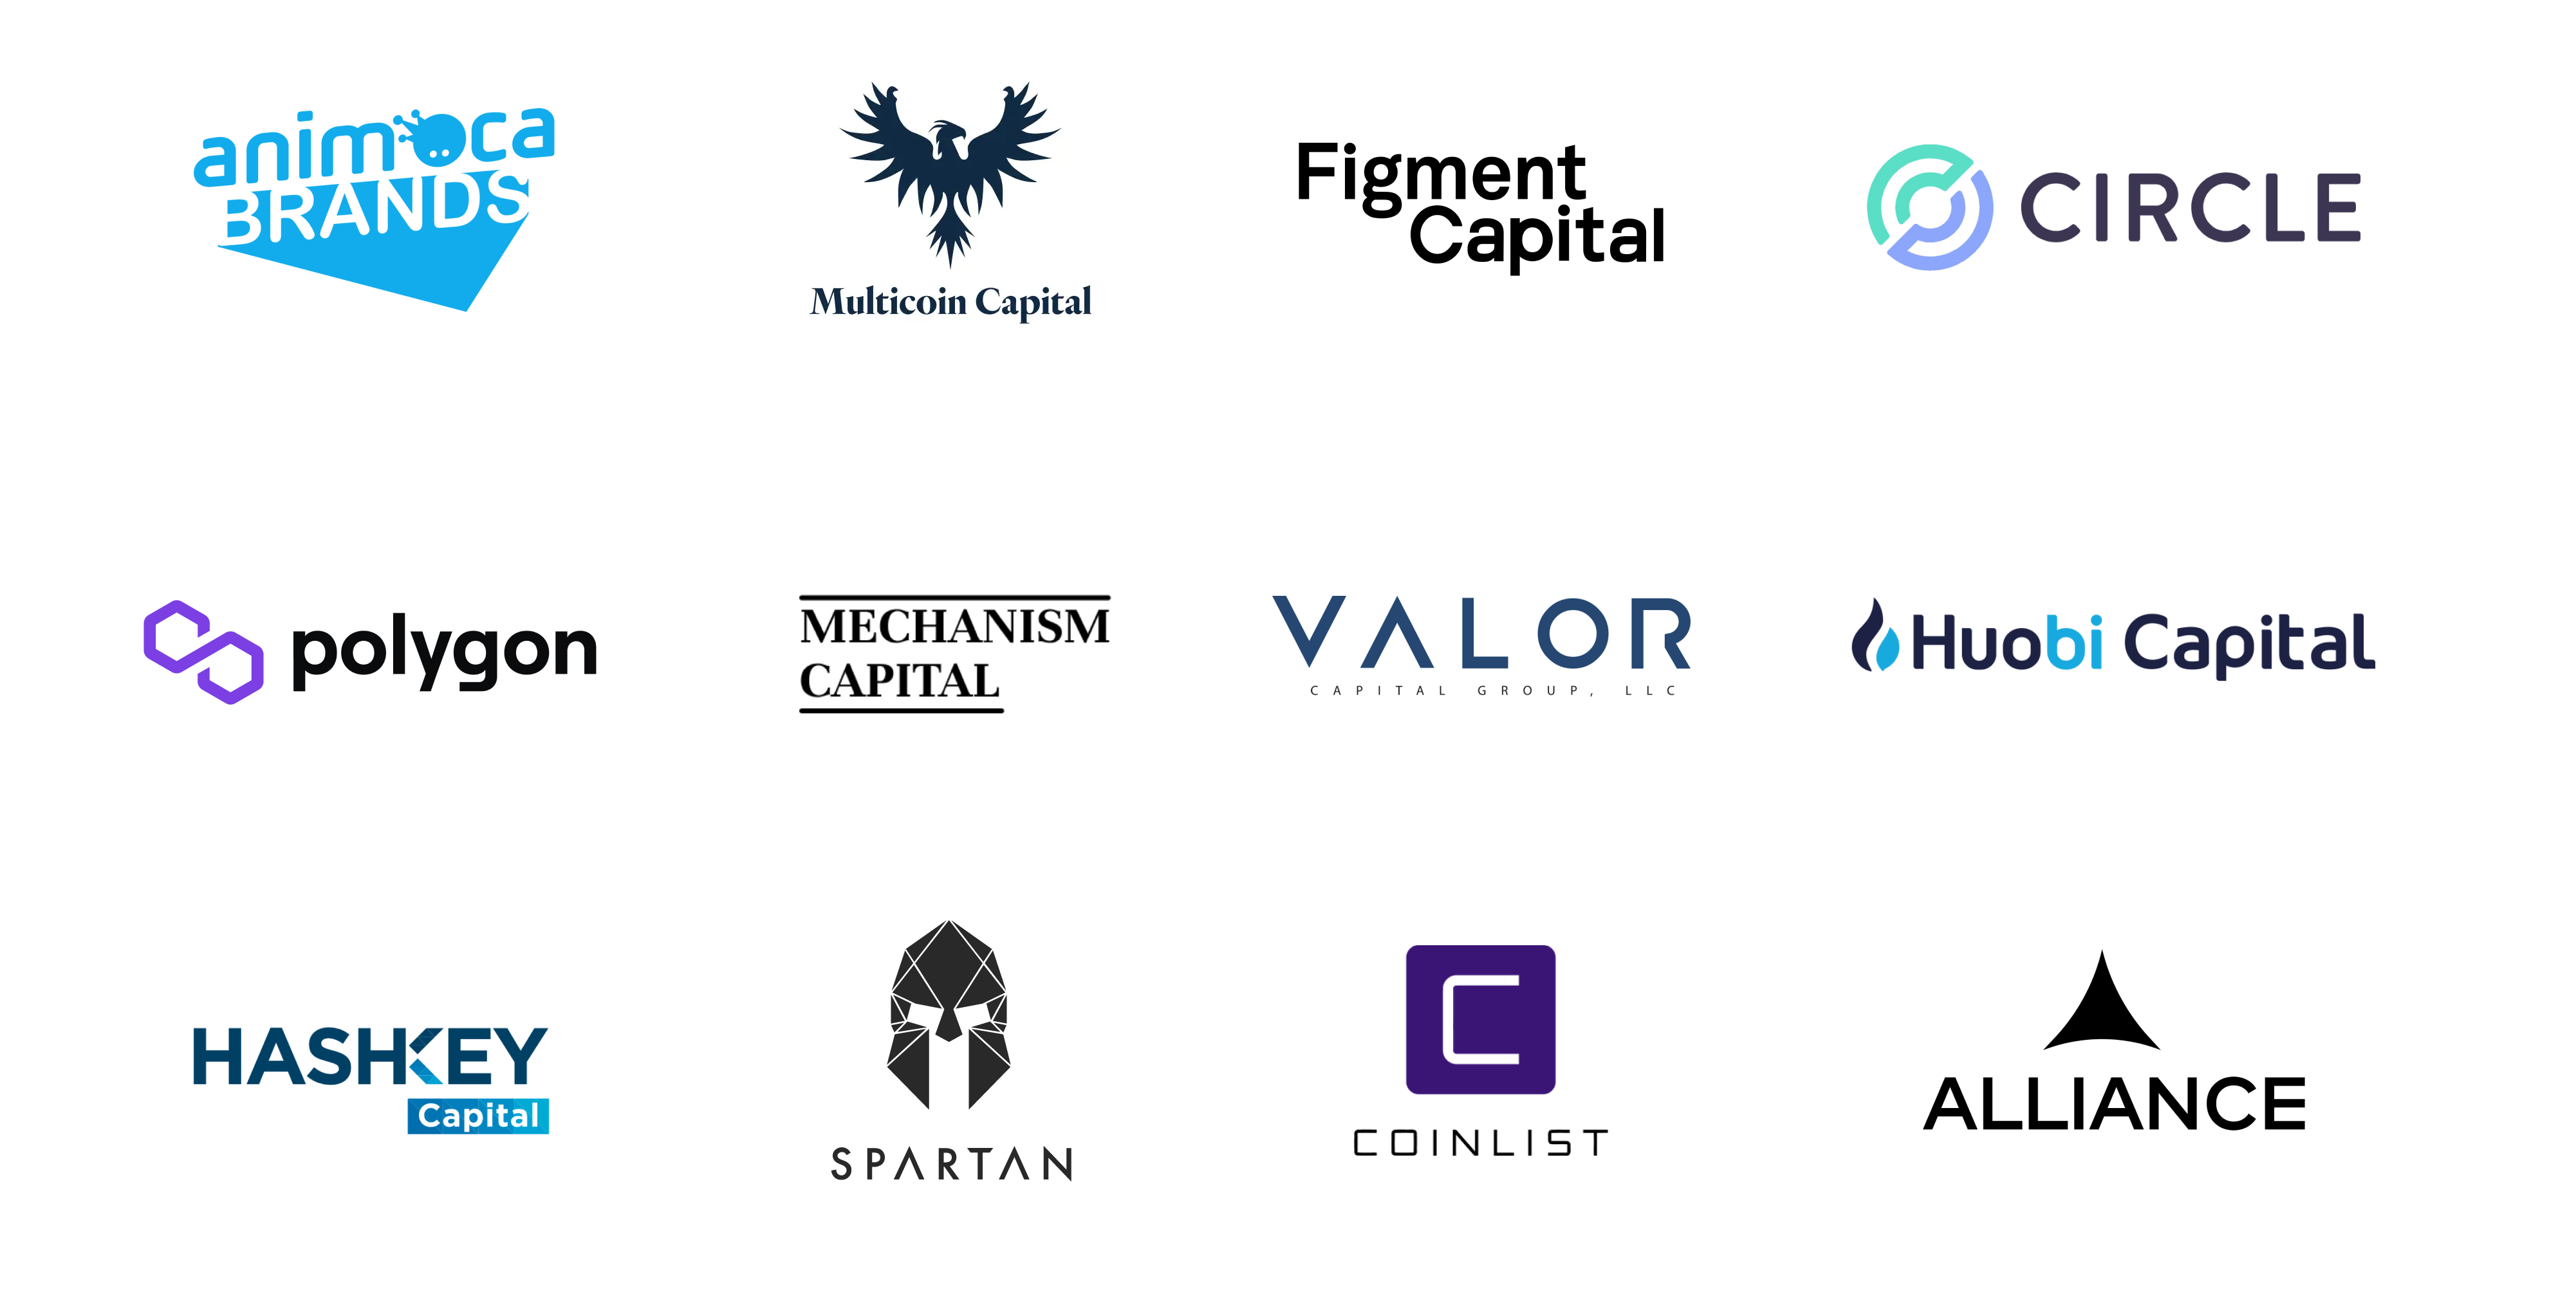 animoca
BRANDS
Multicoin Capital
Figment
Capital
CIRCLE
polygon
MECHANISM
CAPITAL
VALOR
CAPITAL GROUP, LLC
Huobi Capital
HASHKEY
Capital
SPARTAN
C
COINLIST
ALLIANCE